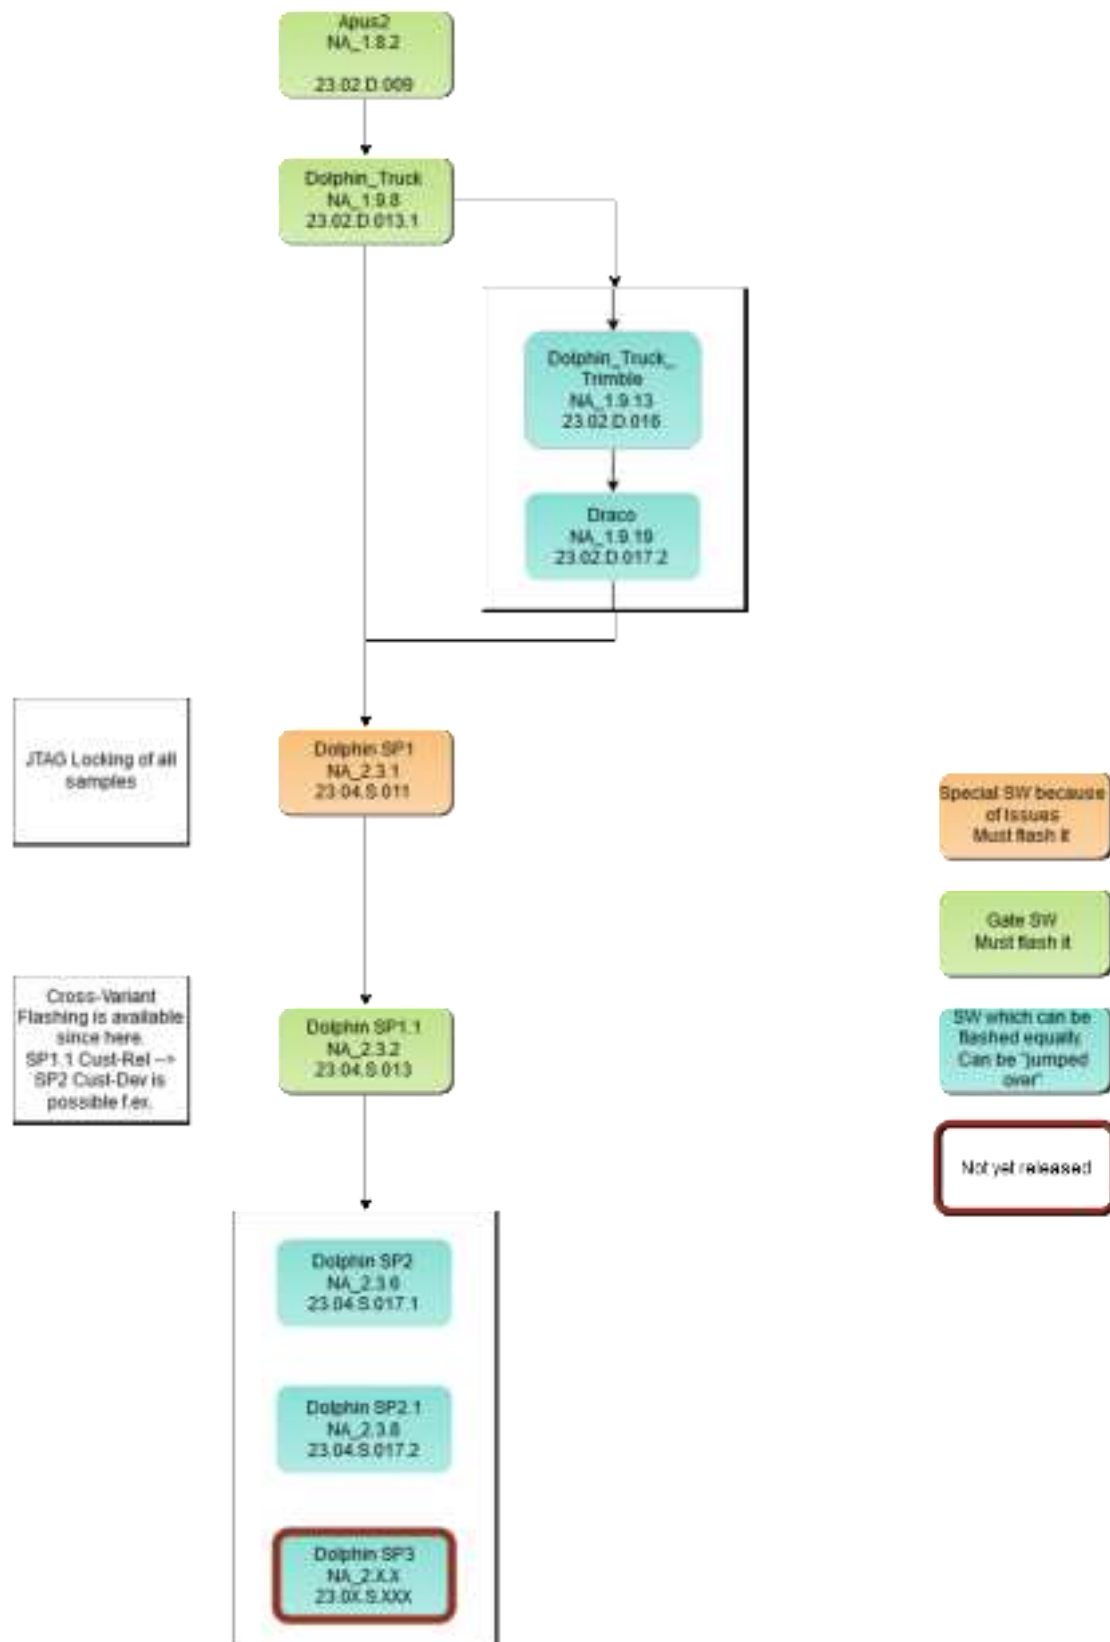 Apus2
NA_1.8.2
23.02.D.009
Dolphin_Truck
NA_1.9.8
23.02.D.013.1
Dolphin_Truck_
Trimble
NA_1.9.13
23.02.D.016
Draco
NA_1.9.19
23.02.D.017.2
JTAG Locking of all
samples
Dolphin SP1
NA_2.3.1
23.04.S.011
Special SW because
of Issues
Must flash it
Gate SW
Must flash it
Cross-Variant
Flashing is available
since here.
SP1.1 Cust-Rel -->
SP2 Cust-Dev is
possible f.ex.
Dolphin SP1.1
NA_2.3.2
23.04.S.013
SW which can be
flashed equally.
Can be "jumped
over"
Not yet released
Dolphin SP2
NA_2.3.6
23.04.S.017.1
Dolphin SP2.1
NA_2.3.8
23.04.S.017.2
Dolphin SP3
NA_2.X.X
23.0X.S.XXX